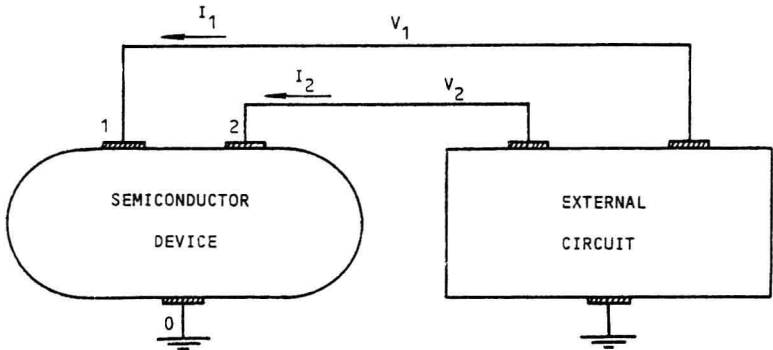 I1
V1
I2
V2
1
2
SEMICONDUCTOR
DEVICE
EXTERNAL
CIRCUIT
0